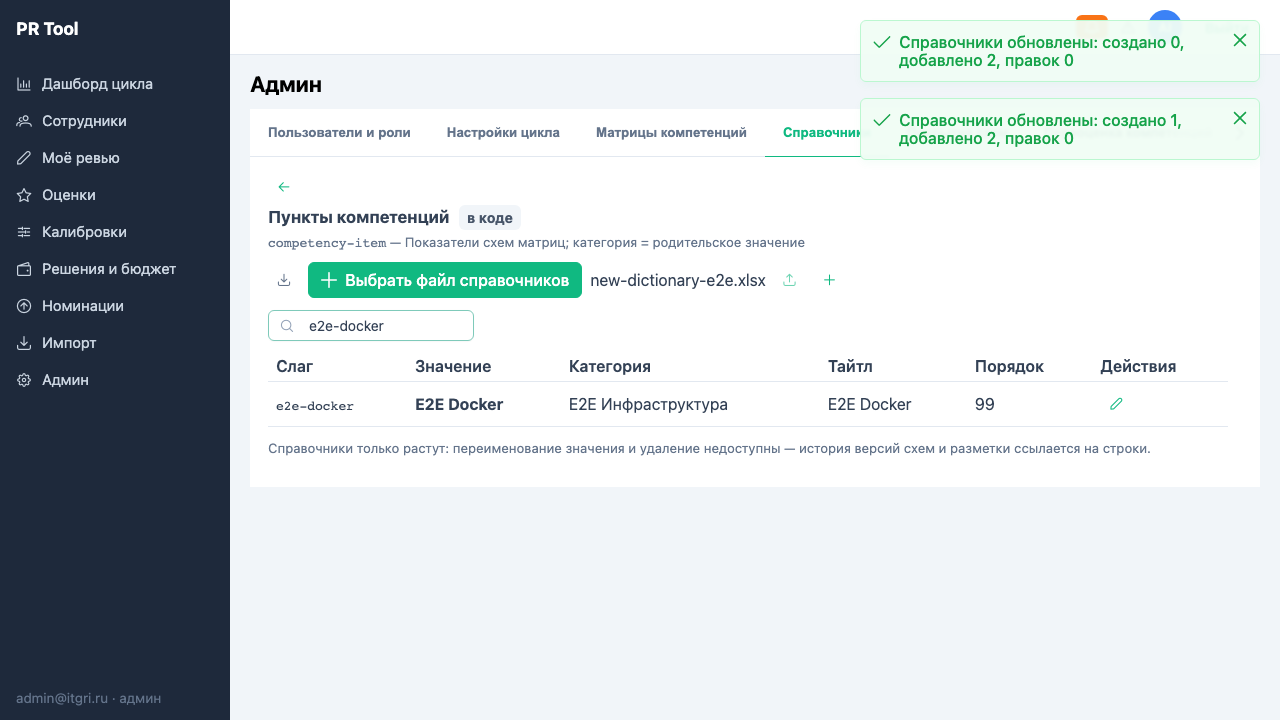 PR Tool
Дашборд цикла
Сотрудники
Моё ревью
Оценки
Калибровки
Решения и бюджет
Номинации
Импорт
Админ
admin@itgri.ru · админ
Справочники обновлены: создано 0,
добавлено 2, правок 0
Справочники обновлены: создано 1,
добавлено 2, правок 0
Админ
Пользователи и роли
Настройки цикла
Матрицы компетенций
Справочник
Пункты компетенций
в коде
competency-item — Показатели схем матриц; категория = родительское значение
Выбрать файл справочников
new-dictionary-e2e.xlsx
e2e-docker
Слаг Значение Категория Тайтл Порядок Действия
e2e-docker E2E Docker E2E Инфраструктура E2E Docker 99
Справочники только растут: переименование значения и удаление недоступны — история версий схем и разметки ссылается на строки.